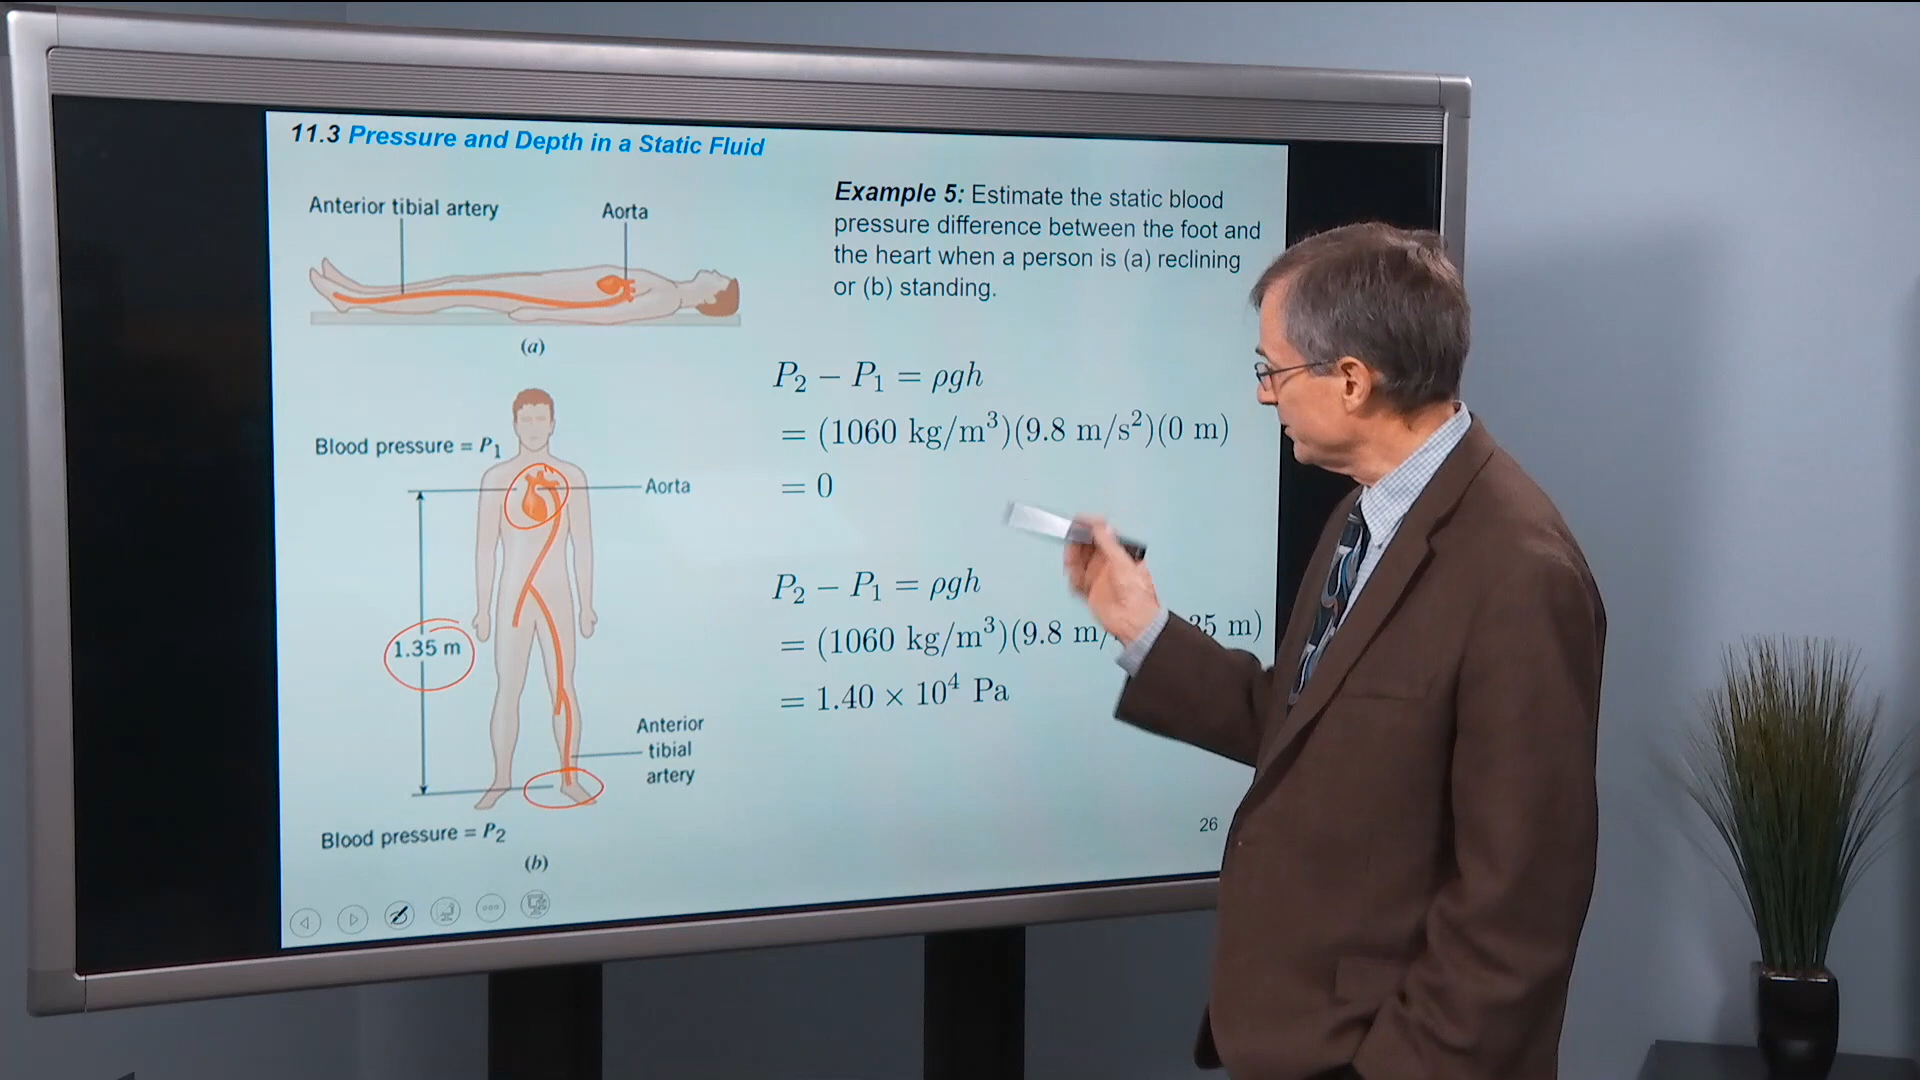 11.3 Pressure and Depth in a Static Fluid
Anterior tibial artery
Aorta
(a)
Blood pressure = P₁
Aorta
1.35 m
Anterior
tibial
artery
Blood pressure = P₂
(b)
Example 5: Estimate the static blood
pressure difference between the foot and
the heart when a person is (a) reclining
or (b) standing.
P₂ − P₁ = ρgh
= (1060 kg/m³)(9.8 m/s²)(0 m)
= 0
P₂ − P₁ = ρgh
= (1060 kg/m³)(9.8 m/ 35 m)
= 1.40 × 10⁴ Pa
26